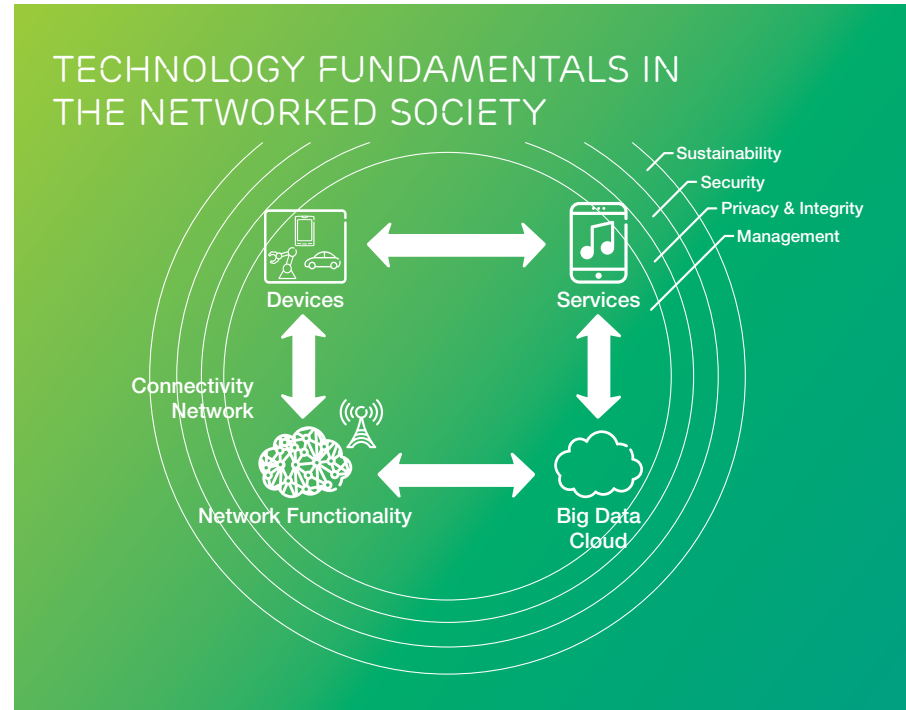 TECHNOLOGY FUNDAMENTALS IN
THE NETWORKED SOCIETY
Sustainability
Security
Privacy & Integrity
Management
Devices
Services
Connectivity
Network
Network Functionality
Big Data
Cloud